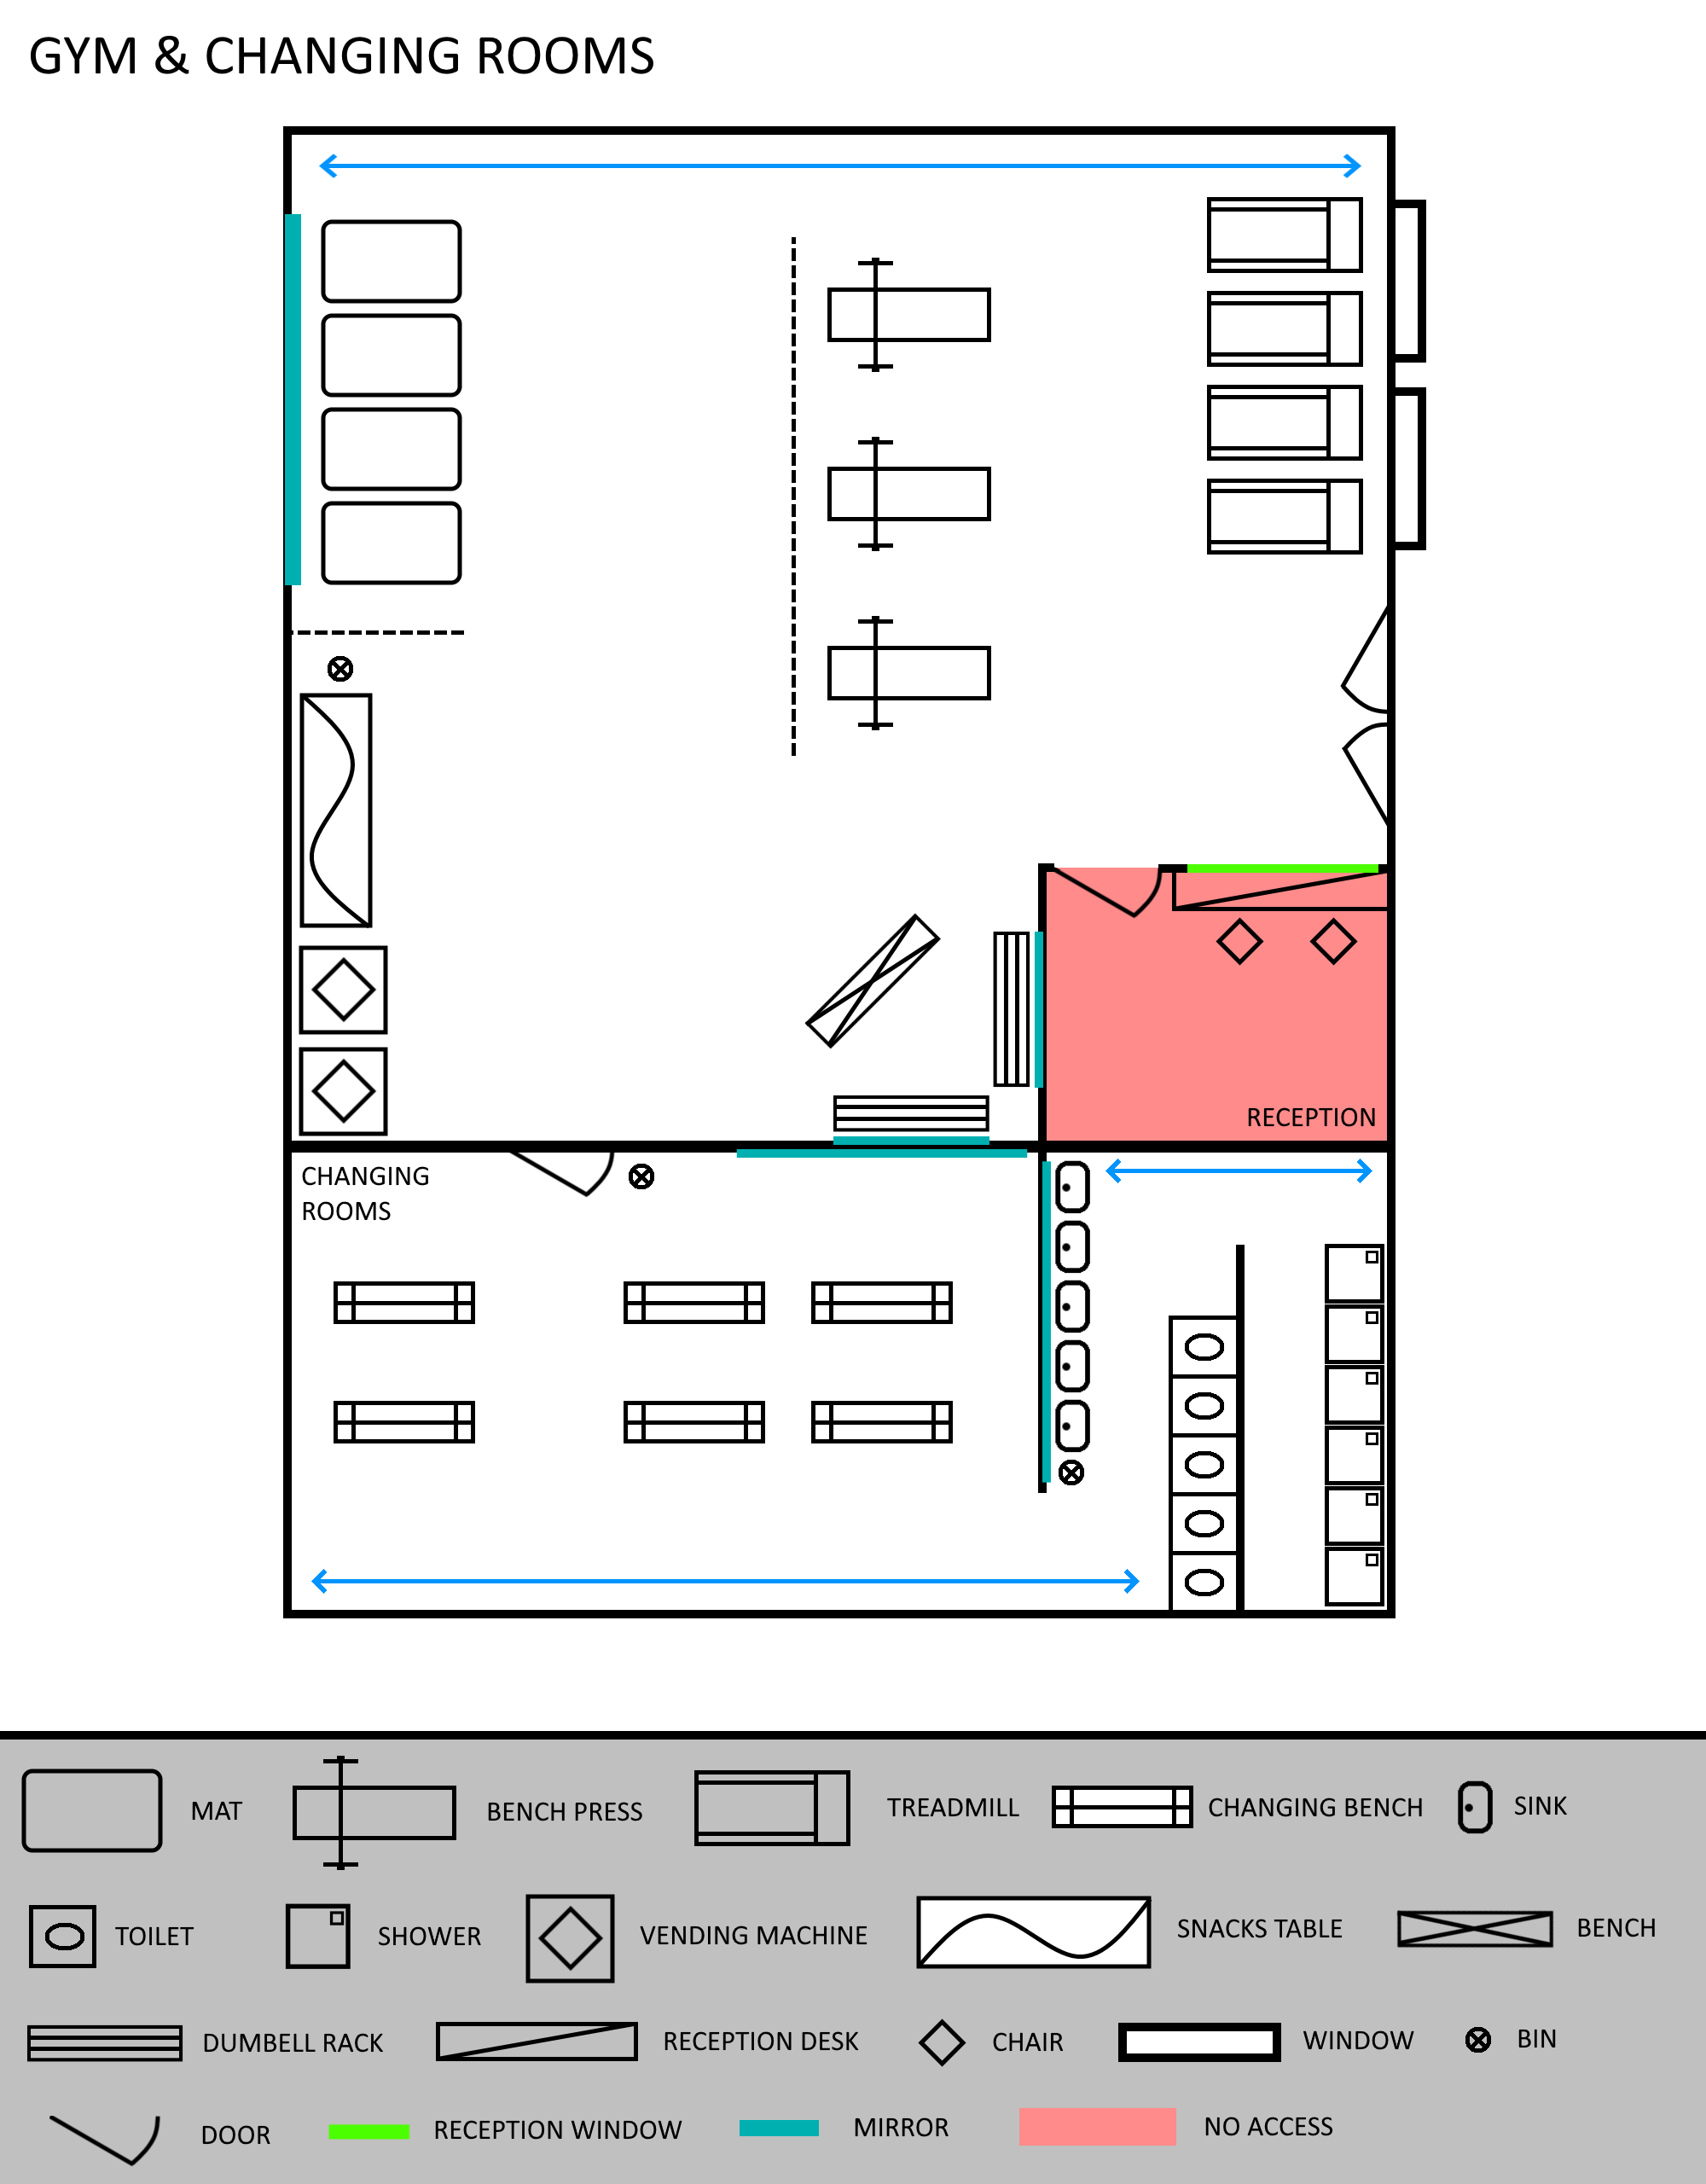 GYM & CHANGING ROOMS
RECEPTION
CHANGING
ROOMS
MAT
BENCH PRESS
TREADMILL
CHANGING BENCH
SINK
TOILET
SHOWER
VENDING MACHINE
SNACKS TABLE
BENCH
DUMBELL RACK
RECEPTION DESK
CHAIR
WINDOW
BIN
DOOR
RECEPTION WINDOW
MIRROR
NO ACCESS